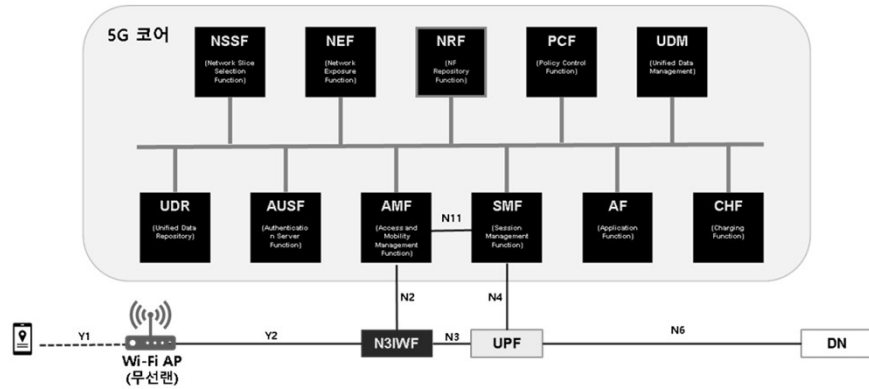 5G 코어
NSSF
(Network Slice
Selection
Function)
NEF
(Network
Exposure
Function)
NRF
(NF
Repository
Function)
PCF
(Policy Control
Function)
UDM
(Unified Data
Management)
UDR
(Unified Data
Repository)
AUSF
(Authenticatio
n Server
Function)
AMF
(Access and
Mobility
Management
Function)
N11
SMF
(Session
Management
Function)
AF
(Application
Function)
CHF
(Charging
Function)
N2
N4
Y1
Wi-Fi AP
(무선랜)
Y2
N3IWF
N3
UPF
N6
DN